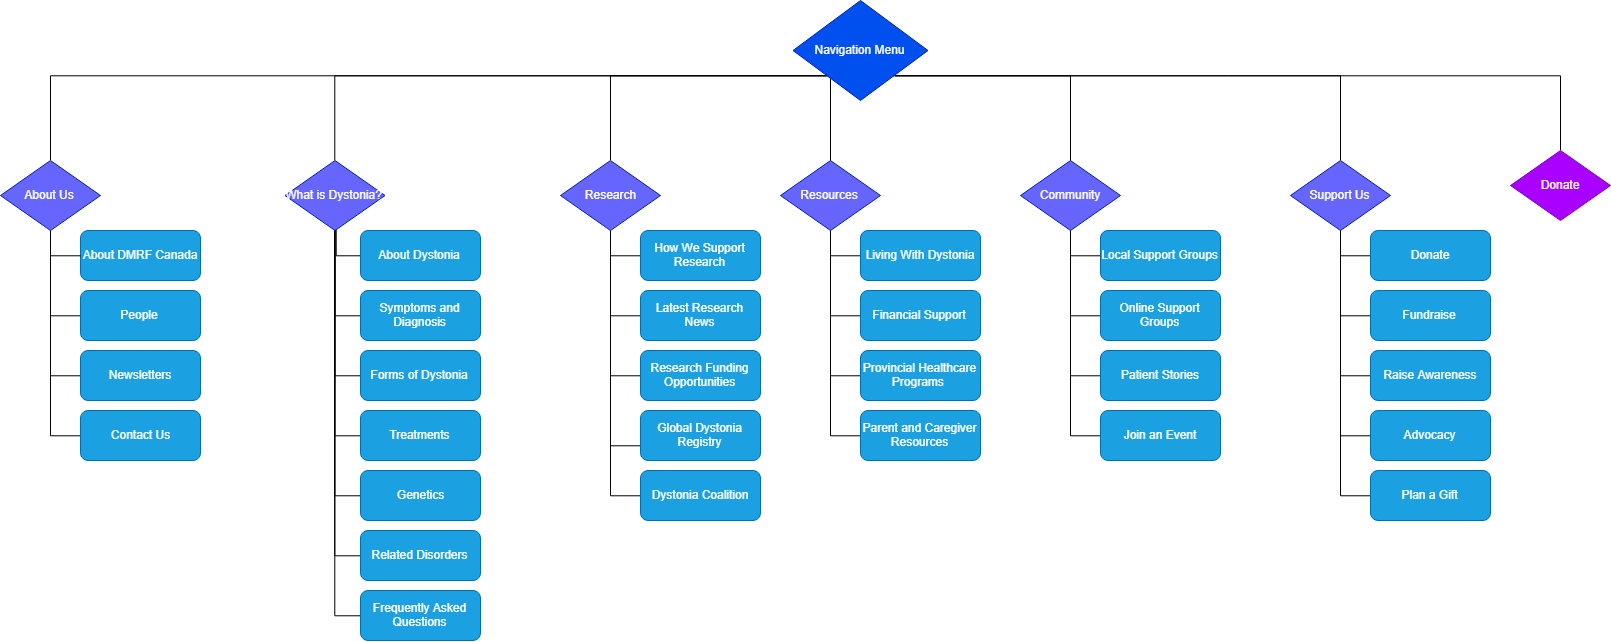 Navigation Menu
About Us
What is Dystonia?
Research
Resources
Community
Support Us
Donate
About DMRF Canada
People
Newsletters
Contact Us
About Dystonia
Symptoms and
Diagnosis
Forms of Dystonia
Treatments
Genetics
Related Disorders
Frequently Asked
Questions
How We Support
Research
Latest Research
News
Research Funding
Opportunities
Global Dystonia
Registry
Dystonia Coalition
Living With Dystonia
Financial Support
Provincial Healthcare
Programs
Parent and Caregiver
Resources
Local Support Groups
Online Support
Groups
Patient Stories
Join an Event
Donate
Fundraise
Raise Awareness
Advocacy
Plan a Gift